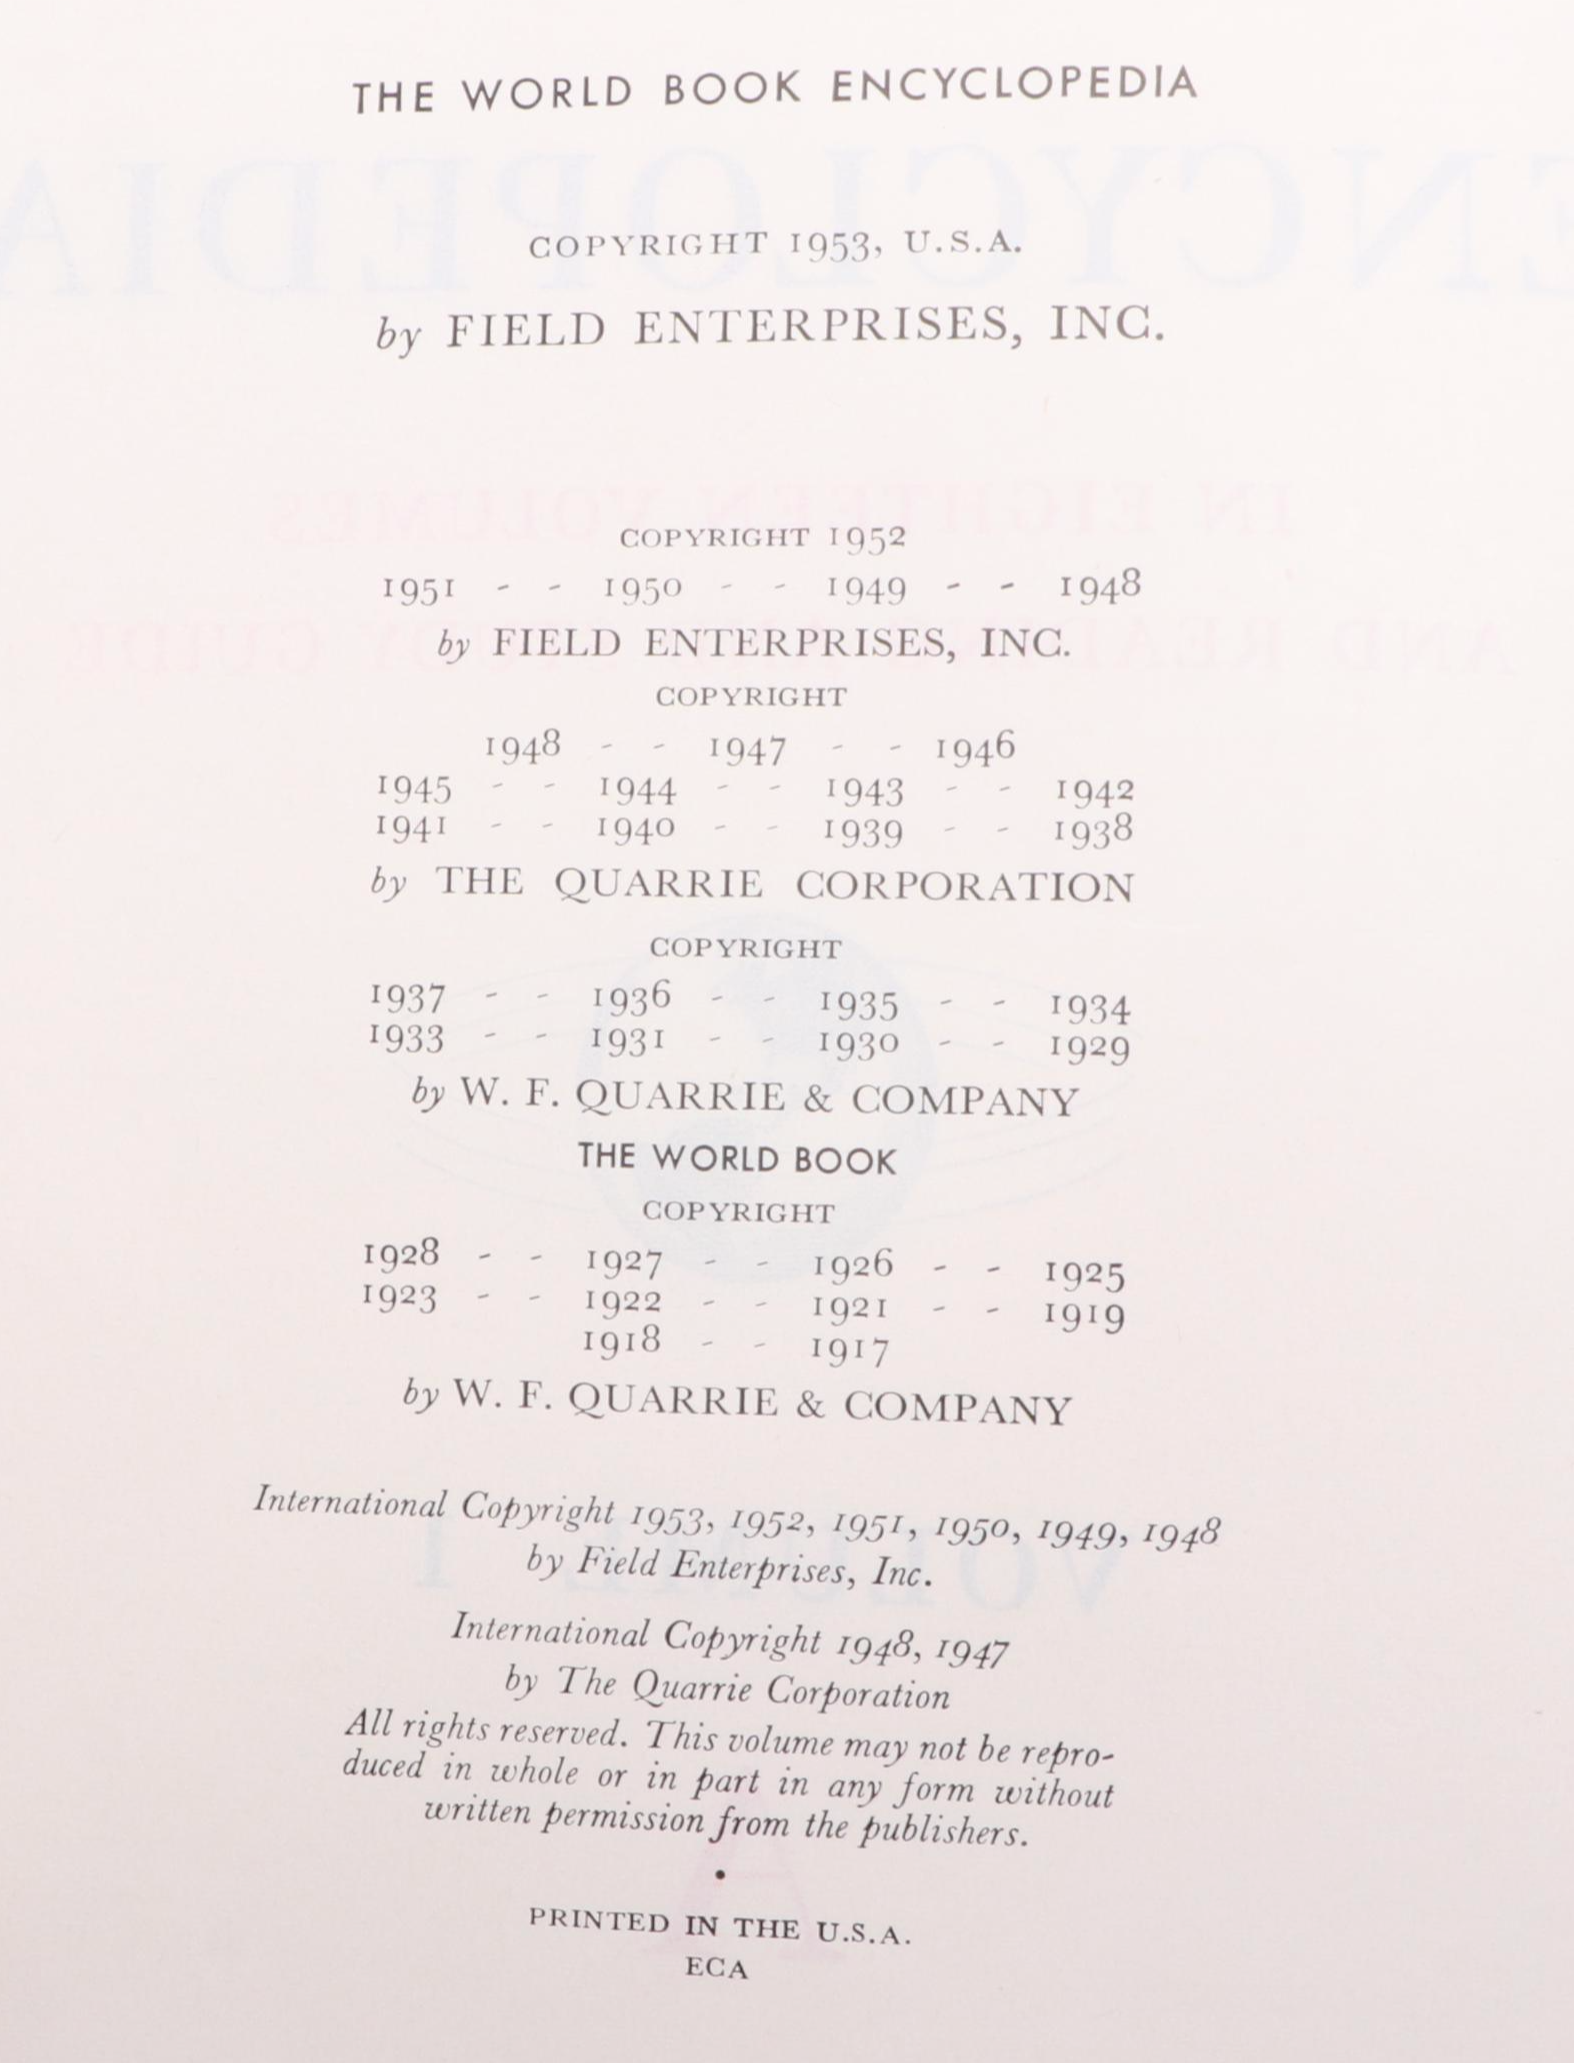 THE WORLD BOOK ENCYCLOPEDIA
COPYRIGHT 1953, U.S.A.
by FIELD ENTERPRISES, INC.
COPYRIGHT 1952
1951 - - 1950 - - 1949 - - 1948
by FIELD ENTERPRISES, INC.
COPYRIGHT
1948 - - 1947 - - 1946
1945 - - 1944 - - 1943 - - 1942
1941 - - 1940 - - 1939 - - 1938
by THE QUARRIE CORPORATION
COPYRIGHT
1937 - - 1936 - - 1935 - - 1934
1933 - - 1931 - - 1930 - - 1929
by W. F. QUARRIE & COMPANY
THE WORLD BOOK
COPYRIGHT
1928 - - 1927 - - 1926 - - 1925
1923 - - 1922 - - 1921 - - 1919
1918 - - 1917
by W. F. QUARRIE & COMPANY
International Copyright 1953, 1952, 1951, 1950, 1949, 1948
by Field Enterprises, Inc.
International Copyright 1948, 1947
by The Quarrie Corporation
All rights reserved. This volume may not be repro-
duced in whole or in part in any form without
written permission from the publishers.
•
PRINTED IN THE U.S.A.
ECA